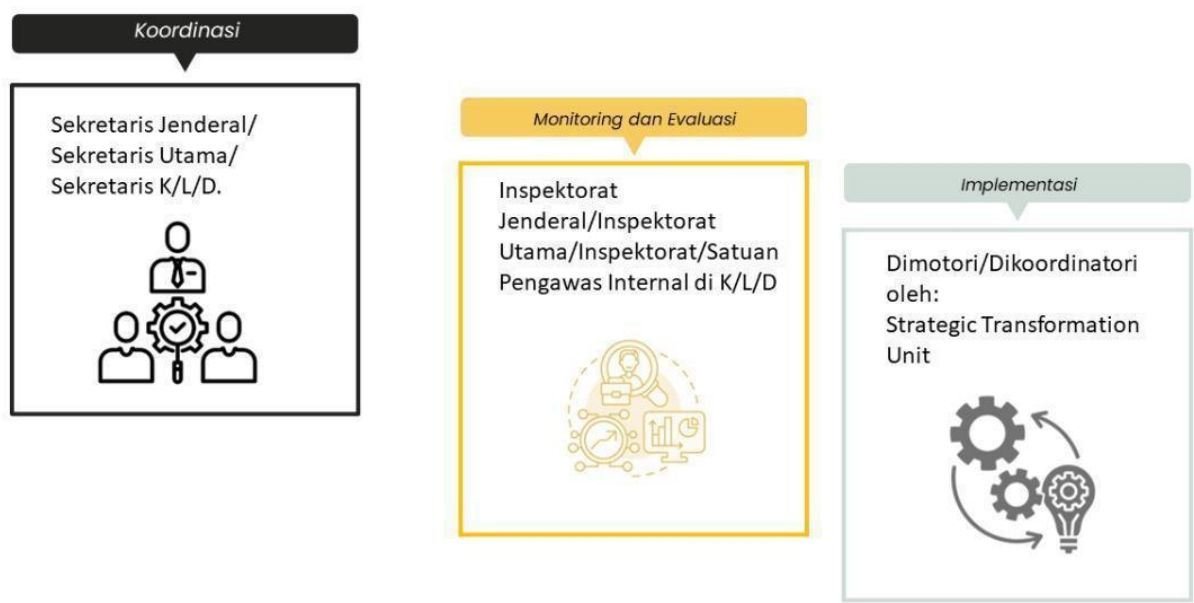 Koordinasi
Sekretaris Jenderal/
Sekretaris Utama/
Sekretaris K/L/D.
Monitoring dan Evaluasi
Inspektorat
Jenderal/Inspektorat
Utama/Inspektorat/Satuan
Pengawas Internal di K/L/D
Implementasi
Dimotori/Dikoordinatori
oleh:
Strategic Transformation
Unit